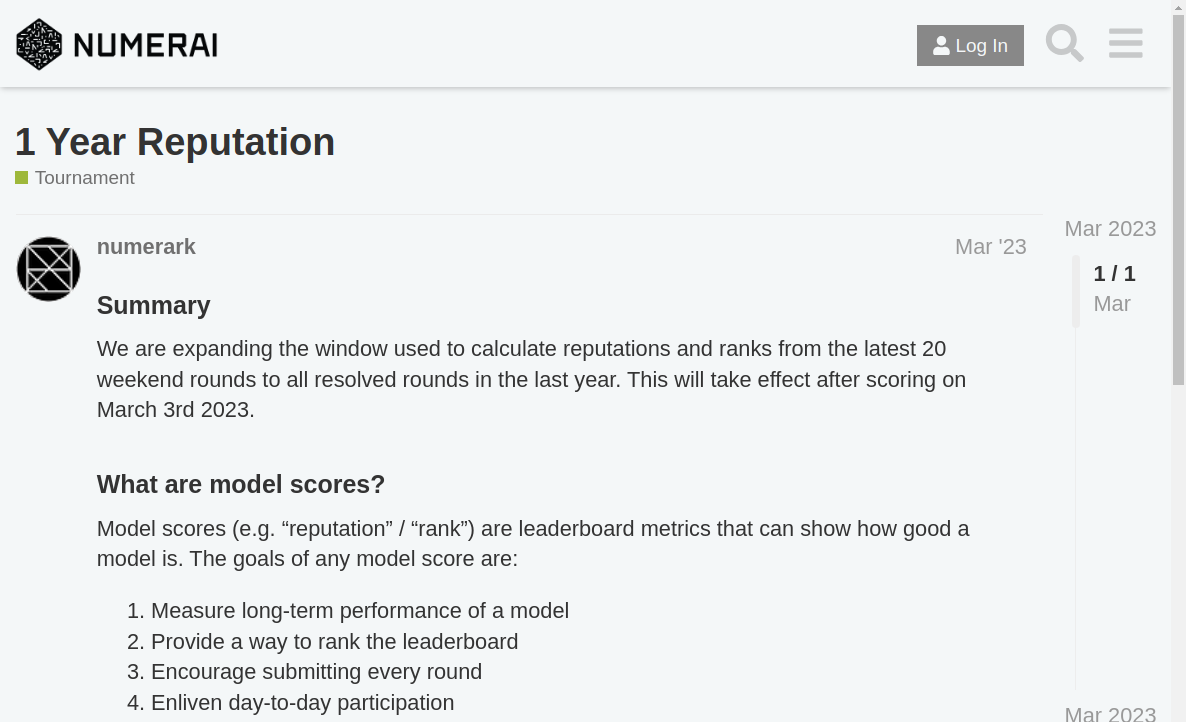 NUMERAI
Log In
1 Year Reputation
Tournament
Mar 2023
numerark
Mar '23
1 / 1
Mar
Summary
We are expanding the window used to calculate reputations and ranks from the latest 20
weekend rounds to all resolved rounds in the last year. This will take effect after scoring on
March 3rd 2023.
What are model scores?
Model scores (e.g. “reputation” / “rank”) are leaderboard metrics that can show how good a
model is. The goals of any model score are:
1. Measure long-term performance of a model
2. Provide a way to rank the leaderboard
3. Encourage submitting every round
4. Enliven day-to-day participation
Mar 2023